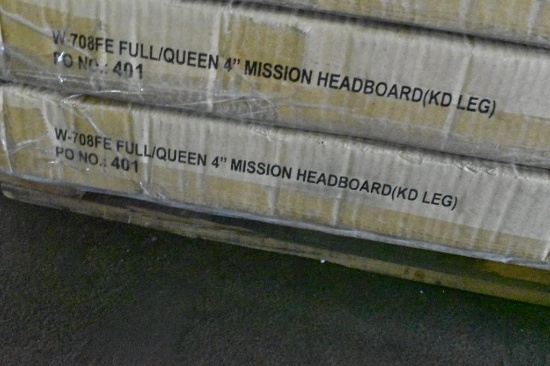 W-708FE FULL/QUEEN 4" MISSION HEADBOARD(KD LEG)
PO NO.: 401
W-708FE FULL/QUEEN 4" MISSION HEADBOARD(KD LEG)
PO NO.: 401